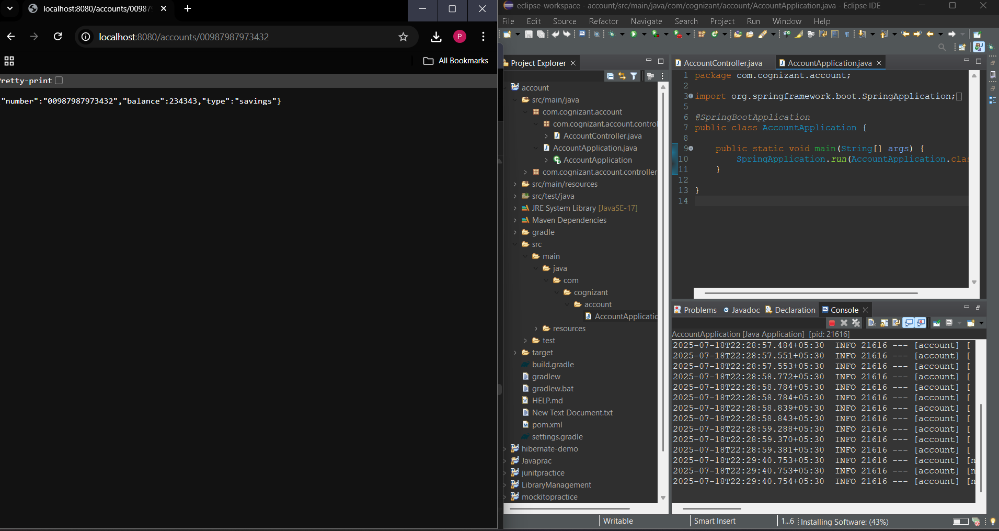 localhost:8080/accounts/0098798
localhost:8080/accounts/00987987973432
P
All Bookmarks
Pretty-print
"number":"00987987973432","balance":234343,"type":"savings"}
eclipse-workspace - account/src/main/java/com/cognizant/account/AccountApplication.java - Eclipse IDE
File Edit Source Refactor Navigate Search Project Run Window Help
Project Explorer
account
src/main/java
com.cognizant.account
com.cognizant.account.control
AccountController.java
AccountApplication.java
AccountApplication
com.cognizant.account.controller
src/main/resources
src/test/java
JRE System Library [JavaSE-17]
Maven Dependencies
gradle
src
main
java
com
cognizant
account
AccountApplicatic
resources
test
target
build.gradle
gradlew
gradlew.bat
HELP.md
New Text Document.txt
pom.xml
settings.gradle
hibernate-demo
Javaprac
junitpractice
LibraryManagement
mockitopractice
AccountController.java AccountApplication.java
1 package com.cognizant.account;
2
3 import org.springframework.boot.SpringApplication;
5
6 @SpringBootApplication
7 public class AccountApplication {
8
9 public static void main(String[] args) {
10 SpringApplication.run(AccountApplication.clas
11 }
12
13 }
14
Problems Javadoc Declaration Console
AccountApplication [Java Application] [pid: 21616]
2025-07-18T22:28:57.484+05:30 INFO 21616 --- [account] [
2025-07-18T22:28:57.551+05:30 INFO 21616 --- [account] [
2025-07-18T22:28:57.553+05:30 INFO 21616 --- [account] [
2025-07-18T22:28:58.772+05:30 INFO 21616 --- [account] [
2025-07-18T22:28:58.784+05:30 INFO 21616 --- [account] [
2025-07-18T22:28:58.784+05:30 INFO 21616 --- [account] [
2025-07-18T22:28:58.839+05:30 INFO 21616 --- [account] [
2025-07-18T22:28:58.843+05:30 INFO 21616 --- [account] [
2025-07-18T22:28:59.288+05:30 INFO 21616 --- [account] [
2025-07-18T22:28:59.370+05:30 INFO 21616 --- [account] [
2025-07-18T22:28:59.381+05:30 INFO 21616 --- [account] [
2025-07-18T22:29:40.753+05:30 INFO 21616 --- [account] [n
2025-07-18T22:29:40.753+05:30 INFO 21616 --- [account] [n
2025-07-18T22:29:40.754+05:30 INFO 21616 --- [account] [n
Writable Smart Insert 1...6 Installing Software: (43%)